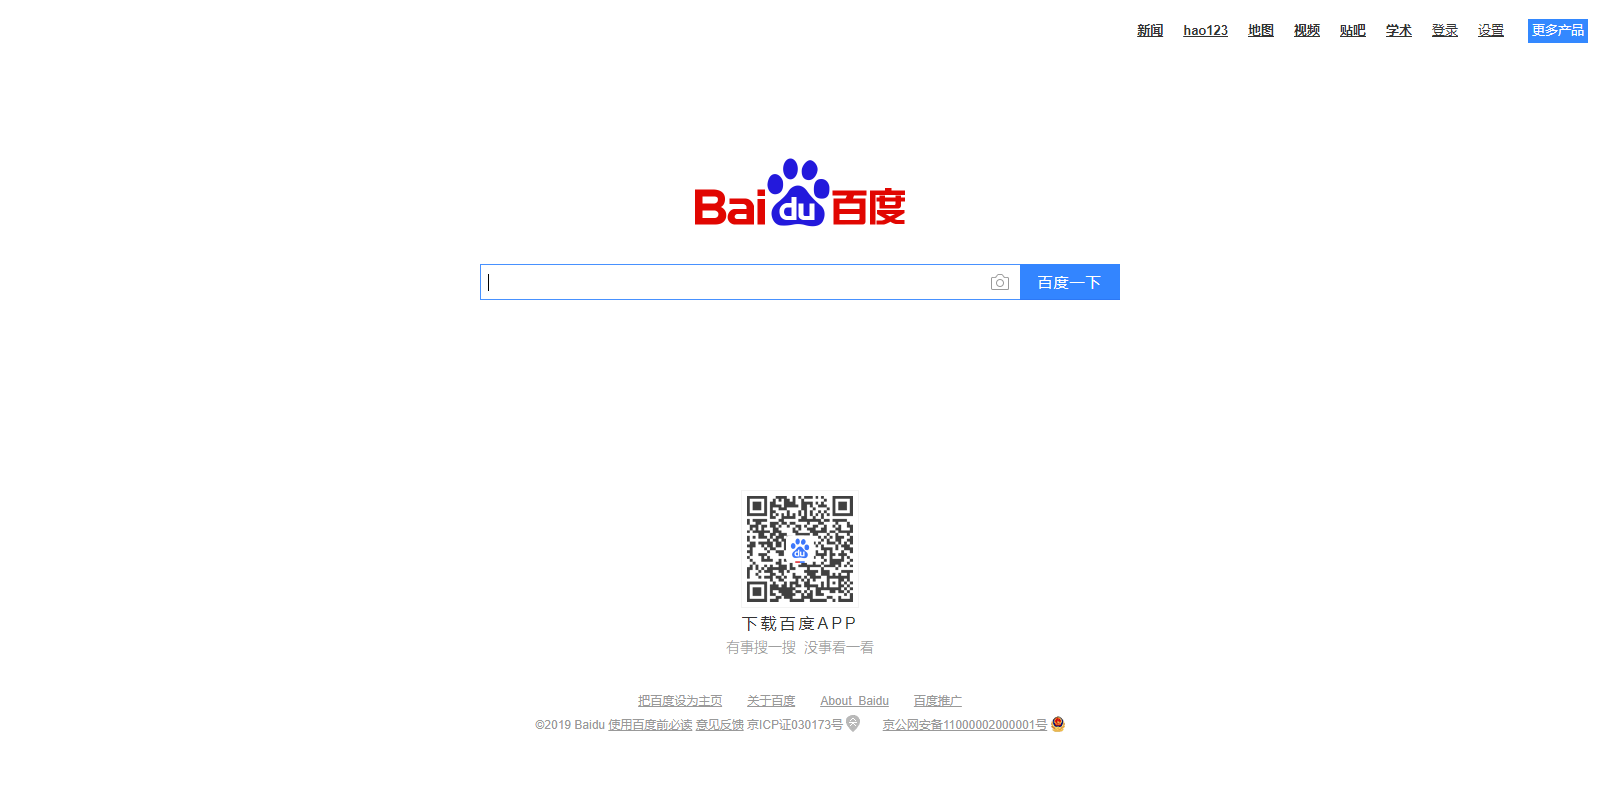 新闻 hao123 地图 视频 贴吧 学术 登录 设置 更多产品
Bai du 百度
百度一下
du
下载百度APP
有事搜一搜 没事看一看
把百度设为主页 关于百度 About Baidu 百度推广
©2019 Baidu 使用百度前必读 意见反馈 京ICP证030173号 京公网安备11000002000001号